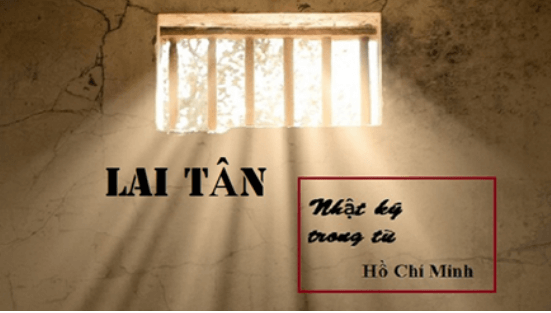 LAI TÂN
Nhật ký
trong tù
Hồ Chí Minh